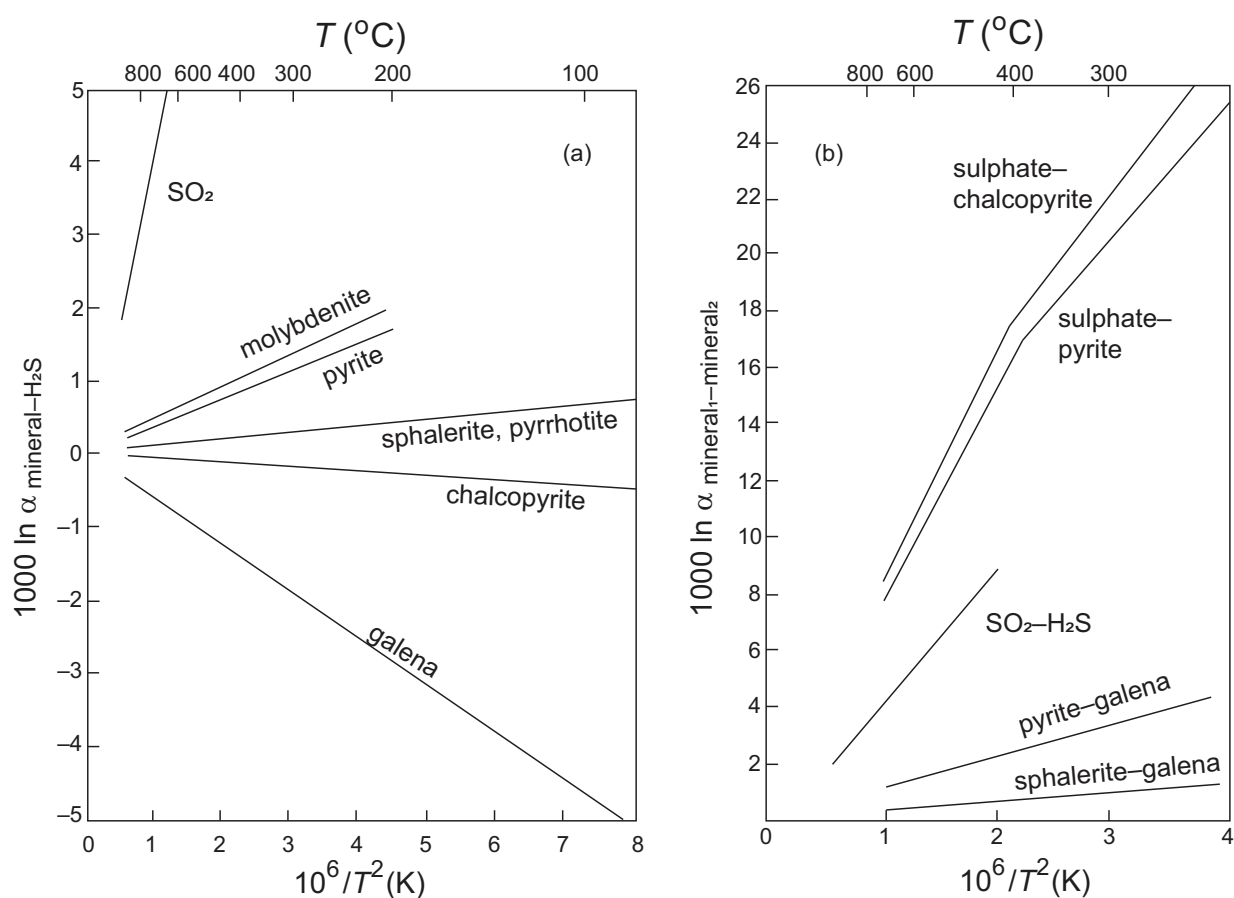 T (°C)
800 600 400 300 200 100
5
4
3
2
1
0
–1
–2
–3
–4
–5
1000 ln α mineral–H₂S
(a)
SO₂
molybdenite
pyrite
sphalerite, pyrrhotite
chalcopyrite
galena
0 1 2 3 4 5 6 7 8
10⁶/T²(K)
T (°C)
800 600 400 300
26
24
22
20
18
16
14
12
10
8
6
4
2
1000 ln α mineral₁–mineral₂
(b)
sulphate–
chalcopyrite
sulphate–
pyrite
SO₂–H₂S
pyrite–galena
sphalerite–galena
0 1 2 3 4
10⁶/T²(K)